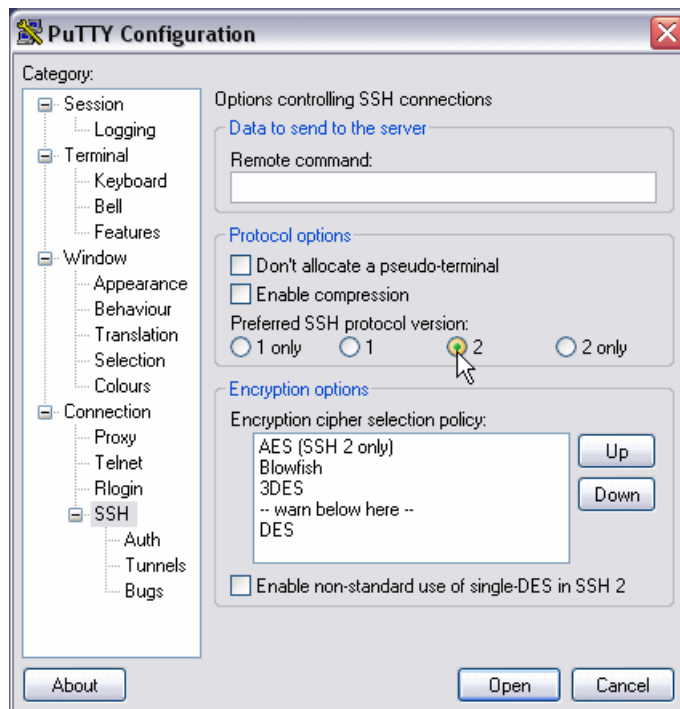 PuTTY Configuration
Category:
Session
Logging
Terminal
Keyboard
Bell
Features
Window
Appearance
Behaviour
Translation
Selection
Colours
Connection
Proxy
Telnet
Rlogin
SSH
Auth
Tunnels
Bugs
Options controlling SSH connections
Data to send to the server
Remote command:
Protocol options
Don't allocate a pseudo-terminal
Enable compression
Preferred SSH protocol version:
1 only 1 2 2 only
Encryption options
Encryption cipher selection policy:
AES (SSH 2 only)
Blowfish
3DES
-- warn below here --
DES
Up
Down
Enable non-standard use of single-DES in SSH 2
About Open Cancel